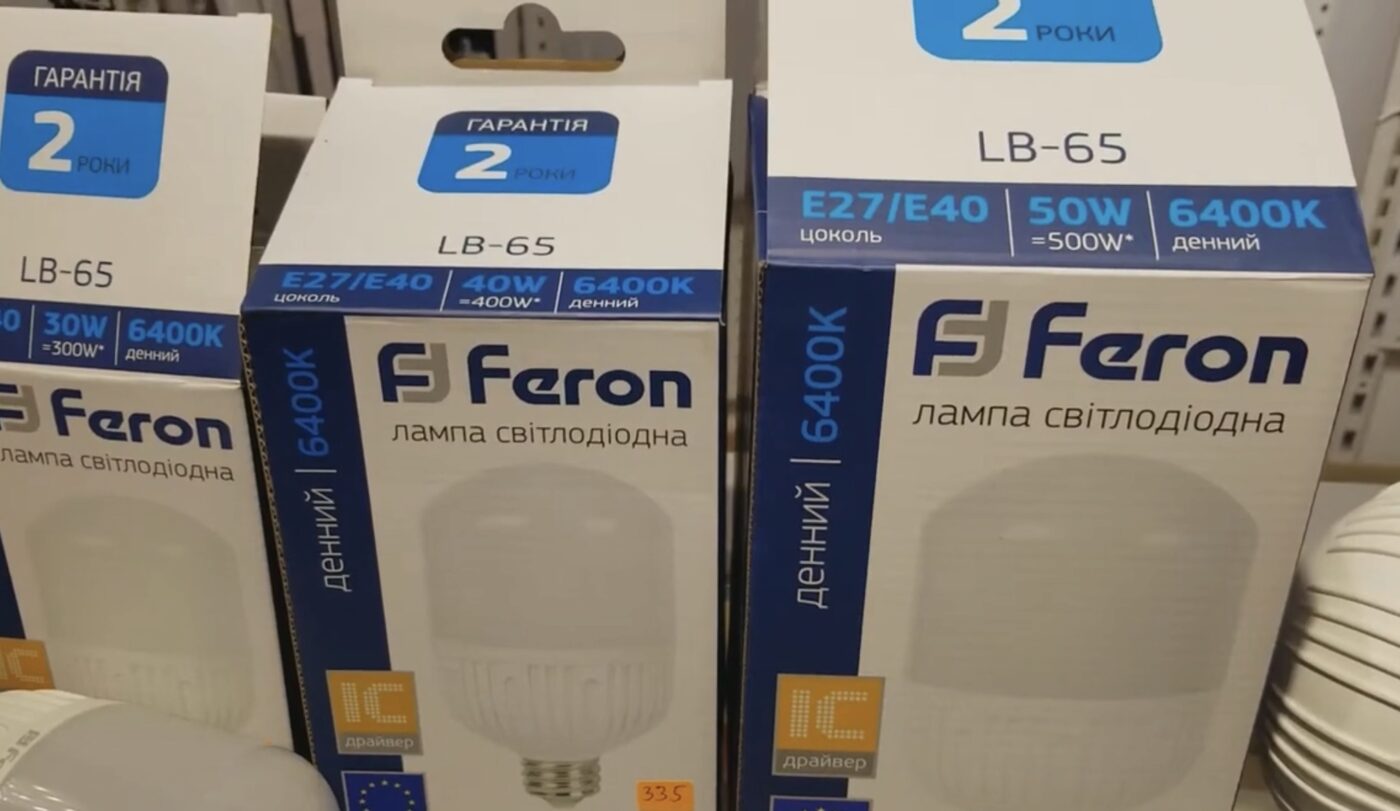 ГАРАНТІЯ
2 РОКИ
LB-65
30W
6400K
=300W*
денний
Feron
лампа світлодіодна
ГАРАНТІЯ
2 РОКИ
LB-65
E27/E40
40W
6400K
цоколь
=400W*
денний
денний | 6400K
Feron
лампа світлодіодна
IC
драйвер
335
2 РОКИ
LB-65
E27/E40
50W
6400K
цоколь
=500W*
денний
денний | 6400K
Feron
лампа світлодіодна
IC
драйвер